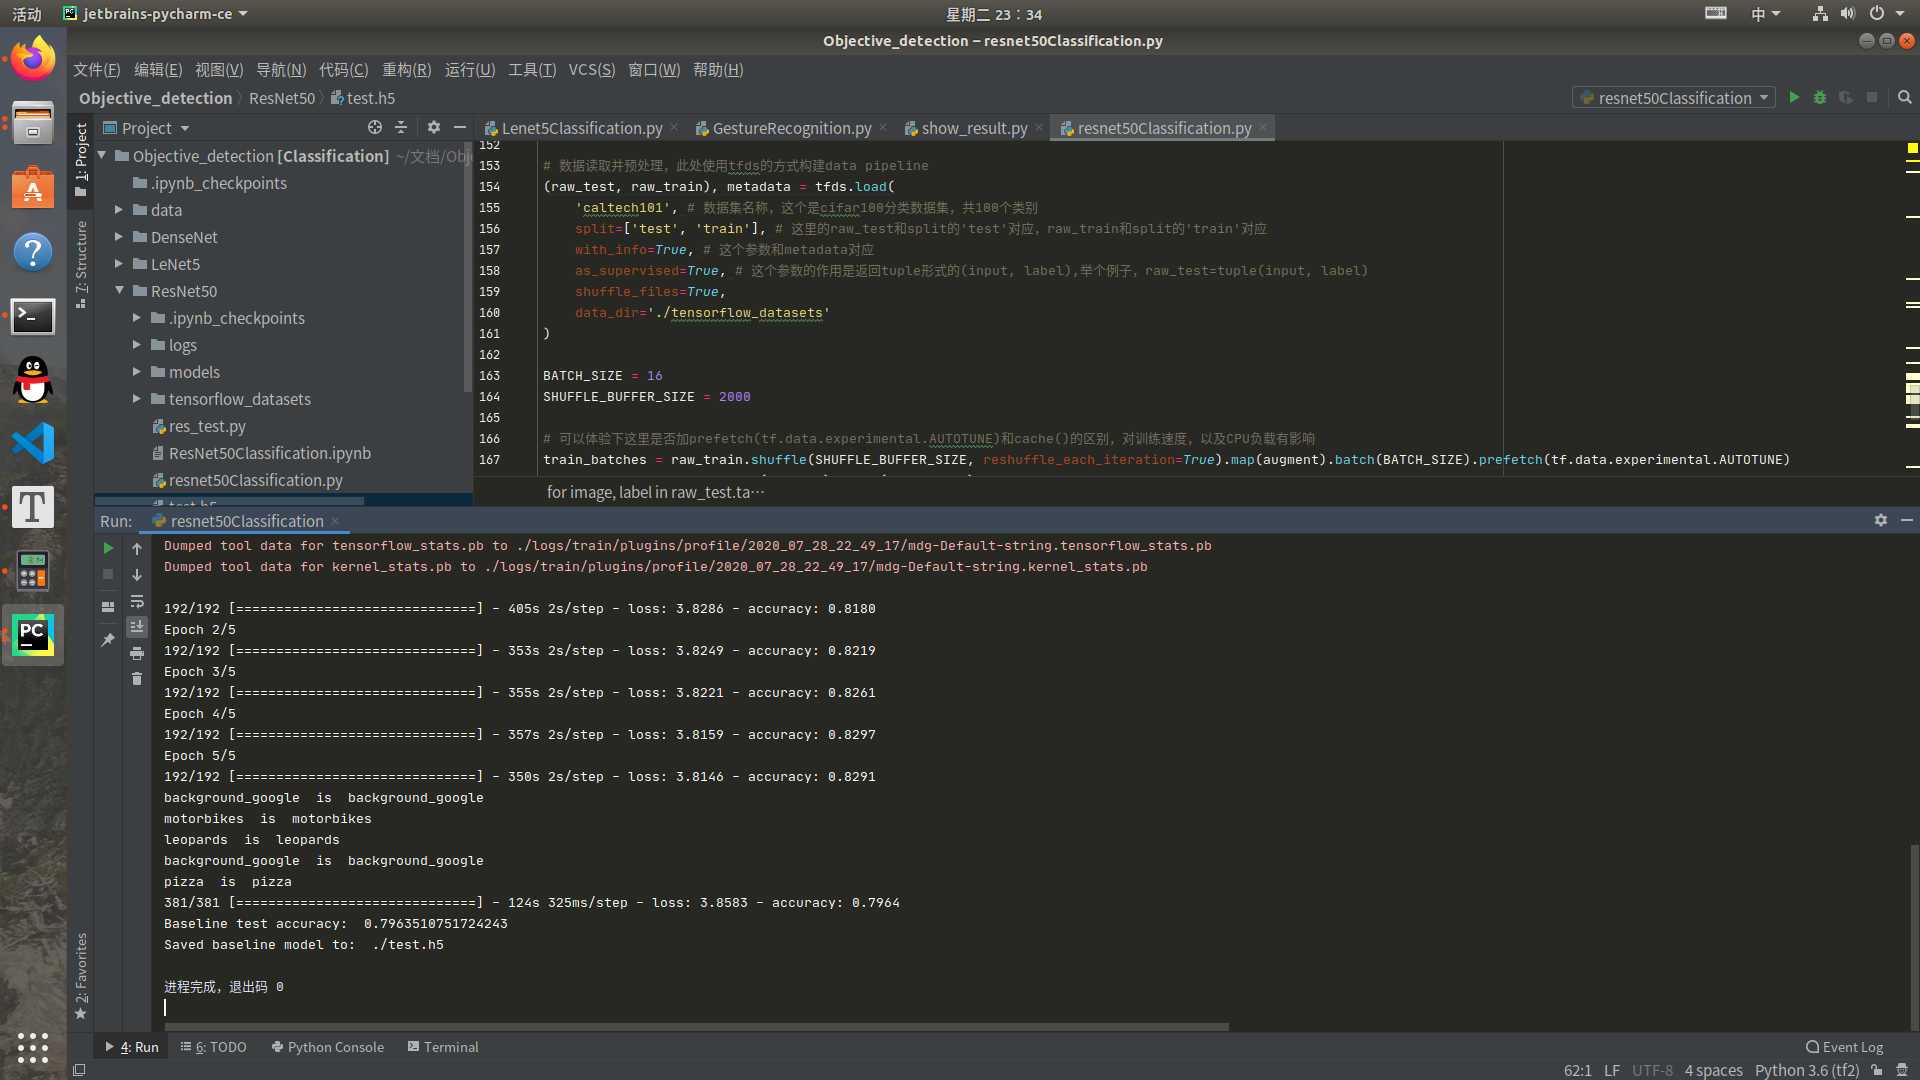 活动
jetbrains-pycharm-ce
星期二 23：34
中
Objective_detection – resnet50Classification.py
文件(F) 编辑(E) 视图(V) 导航(N) 代码(C) 重构(R) 运行(U) 工具(T) VCS(S) 窗口(W) 帮助(H)
Objective_detection ResNet50 test.h5
resnet50Classification
Project
Lenet5Classification.py GestureRecognition.py show_result.py resnet50Classification.py
1: Project
7: Structure
2: Favorites
Objective_detection [Classification] ~/文档/Obj
.ipynb_checkpoints
data
DenseNet
LeNet5
ResNet50
.ipynb_checkpoints
logs
models
tensorflow_datasets
res_test.py
ResNet50Classification.ipynb
resnet50Classification.py
test.h5
152
153 # 数据读取并预处理，此处使用tfds的方式构建data pipeline
154 (raw_test, raw_train), metadata = tfds.load(
155 'caltech101', # 数据集名称，这个是cifar100分类数据集，共100个类别
156 split=['test', 'train'], # 这里的raw_test和split的'test'对应，raw_train和split的'train'对应
157 with_info=True, # 这个参数和metadata对应
158 as_supervised=True, # 这个参数的作用是返回tuple形式的(input, label),举个例子，raw_test=tuple(input, label)
159 shuffle_files=True,
160 data_dir='./tensorflow_datasets'
161 )
162
163 BATCH_SIZE = 16
164 SHUFFLE_BUFFER_SIZE = 2000
165
166 # 可以体验下这里是否加prefetch(tf.data.experimental.AUTOTUNE)和cache()的区别，对训练速度，以及CPU负载有影响
167 train_batches = raw_train.shuffle(SHUFFLE_BUFFER_SIZE, reshuffle_each_iteration=True).map(augment).batch(BATCH_SIZE).prefetch(tf.data.experimental.AUTOTUNE)
for image, label in raw_test.ta…
Run: resnet50Classification
Dumped tool data for tensorflow_stats.pb to ./logs/train/plugins/profile/2020_07_28_22_49_17/mdg-Default-string.tensorflow_stats.pb
Dumped tool data for kernel_stats.pb to ./logs/train/plugins/profile/2020_07_28_22_49_17/mdg-Default-string.kernel_stats.pb
192/192 [==============================] - 405s 2s/step - loss: 3.8286 - accuracy: 0.8180
Epoch 2/5
192/192 [==============================] - 353s 2s/step - loss: 3.8249 - accuracy: 0.8219
Epoch 3/5
192/192 [==============================] - 355s 2s/step - loss: 3.8221 - accuracy: 0.8261
Epoch 4/5
192/192 [==============================] - 357s 2s/step - loss: 3.8159 - accuracy: 0.8297
Epoch 5/5
192/192 [==============================] - 350s 2s/step - loss: 3.8146 - accuracy: 0.8291
background_google is background_google
motorbikes is motorbikes
leopards is leopards
background_google is background_google
pizza is pizza
381/381 [==============================] - 124s 325ms/step - loss: 3.8583 - accuracy: 0.7964
Baseline test accuracy: 0.7963510751724243
Saved baseline model to: ./test.h5
进程完成，退出码 0
4: Run 6: TODO Python Console Terminal Event Log
62:1 LF UTF-8 4 spaces Python 3.6 (tf2)